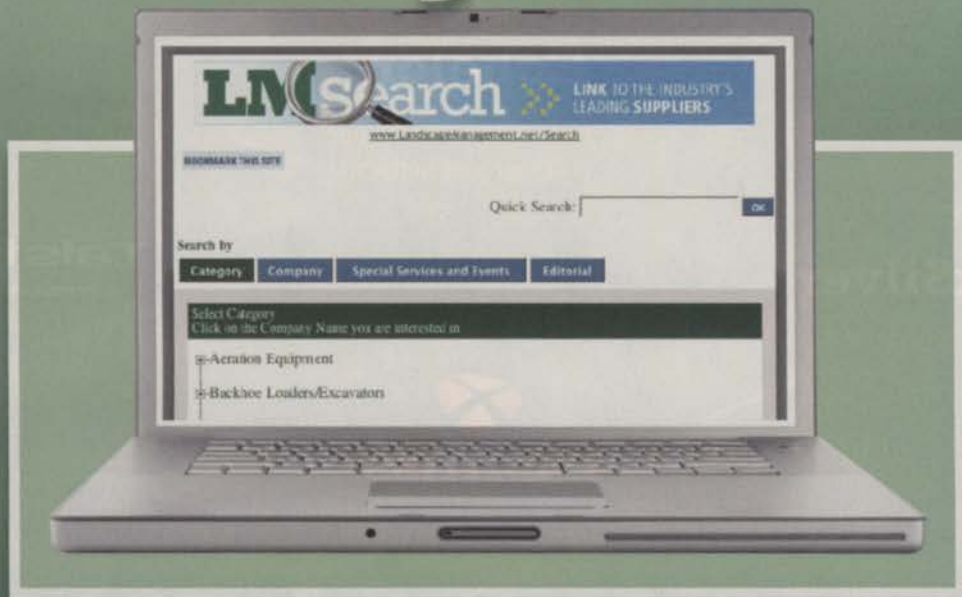 LMSearch
LINK TO THE INDUSTRY'S
LEADING SUPPLIERS
www.LandscapeManagement.net/Search
BOOKMARK THIS SITE
Quick Search: OK
Search by
Category Company Special Services and Events Editorial
Select Category
Click on the Company Name you are interested in
Aeration Equipment
Backhoe Loaders/Excavators